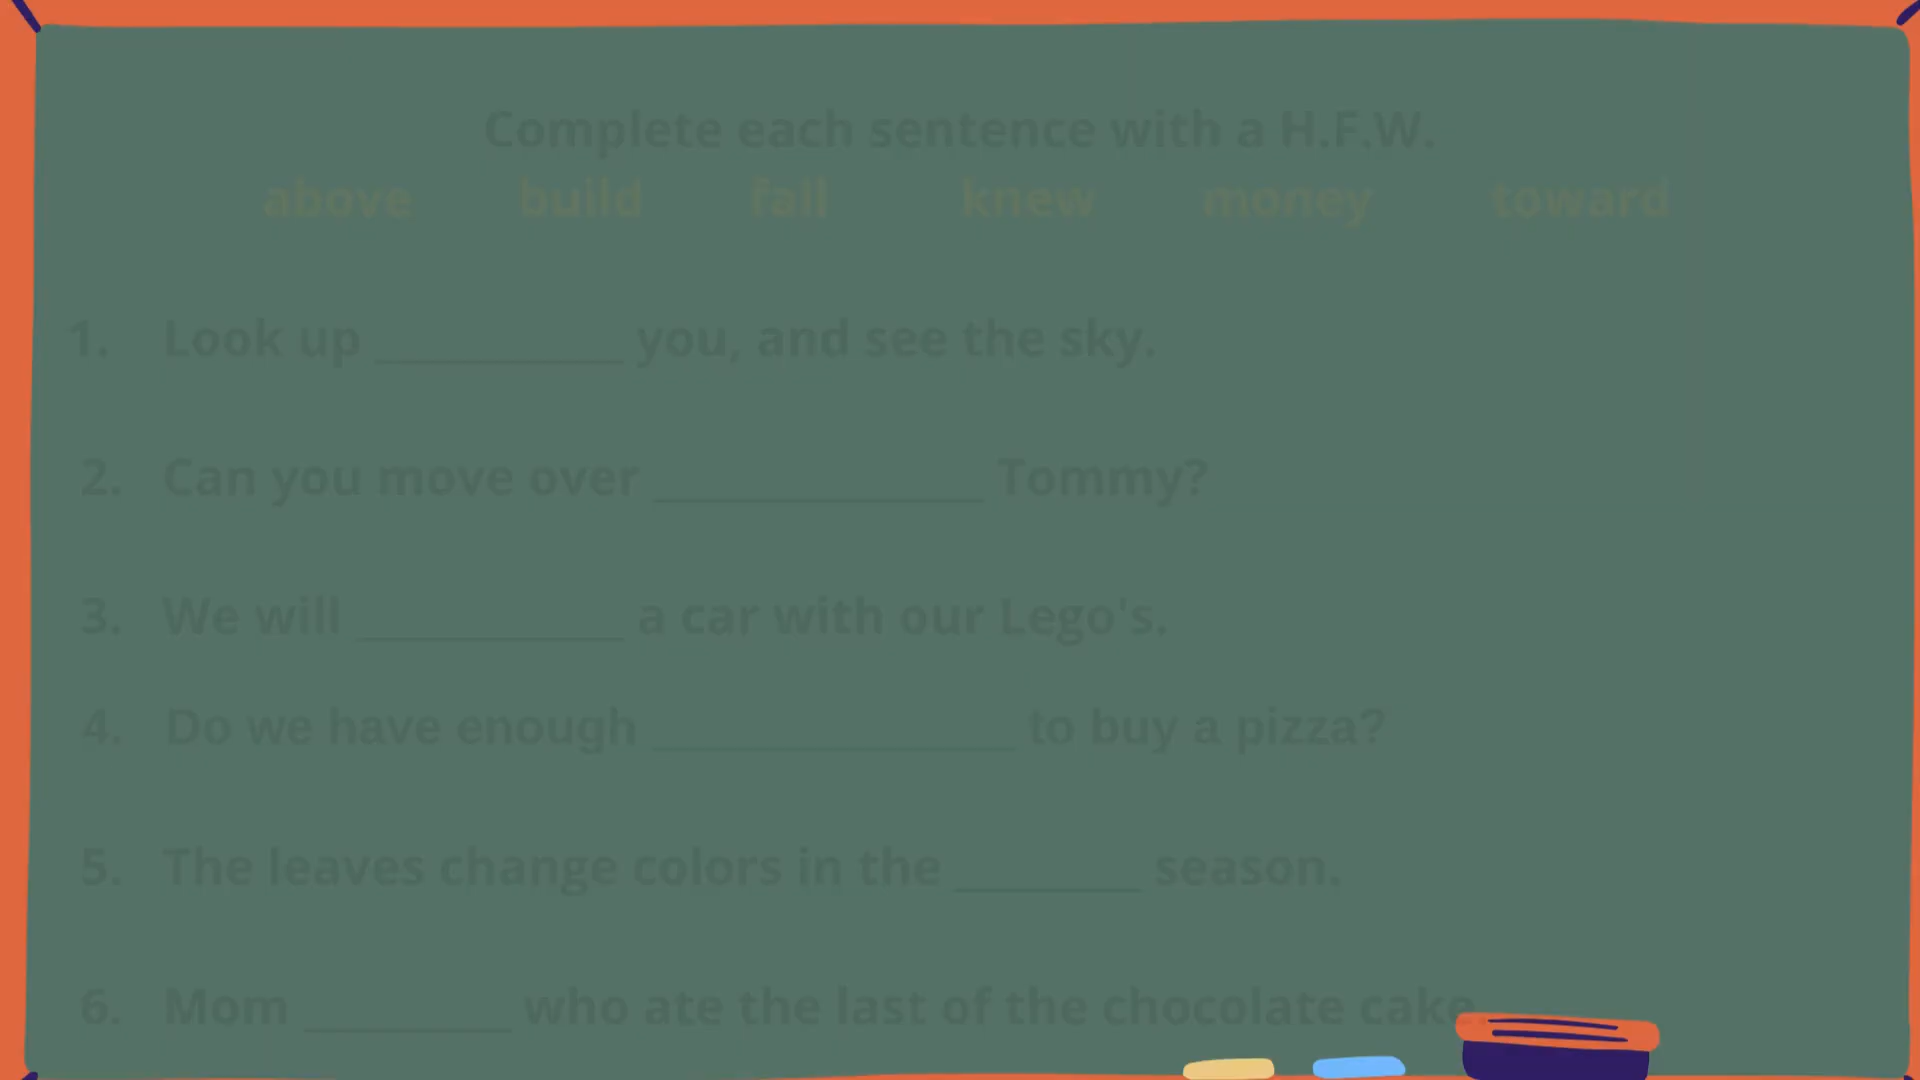 Complete each sentence with a H.F.W.
above build fall knew money toward
1. Look up __________ you, and see the sky.
2. Can you move over _____________ Tommy?
3. We will ___________ a car with our Lego's.
4. Do we have enough ______________ to buy a pizza?
5. The leaves change colors in the _______ season.
6. Mom ________ who ate the last of the chocolate cake.